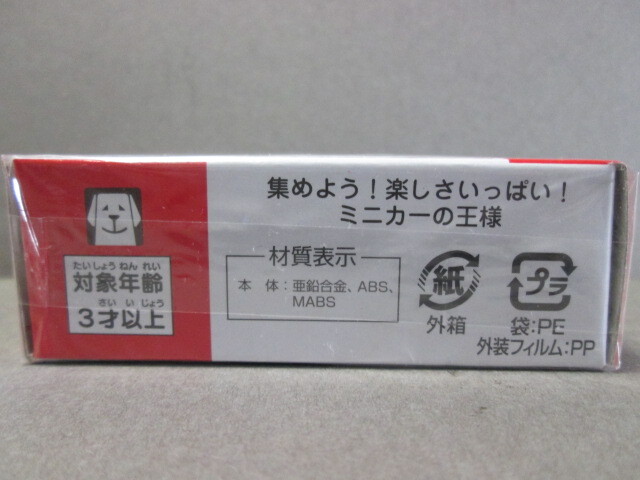 集めよう！楽しさいっぱい！
ミニカーの王様
たいしょうねんれい
対象年齢
さいいじょう
3才以上
材質表示
本　体：亜鉛合金、ABS、
MABS
紙
外箱
プラ
袋：PE
外装フィルム：PP